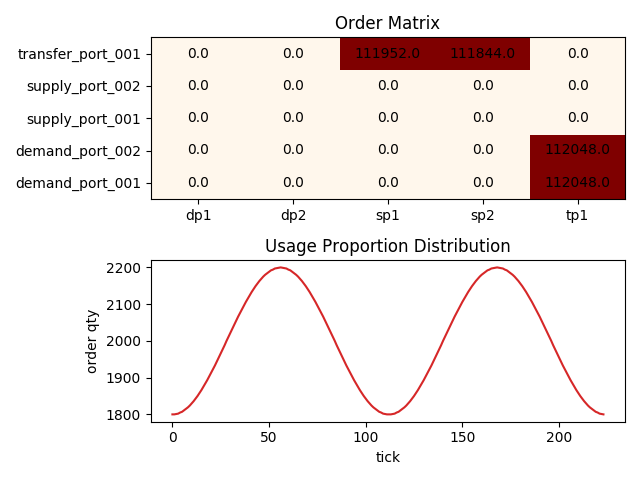 Order Matrix
transfer_port_001 0.0 0.0 111952.0 111844.0 0.0
supply_port_002 0.0 0.0 0.0 0.0 0.0
supply_port_001 0.0 0.0 0.0 0.0 0.0
demand_port_002 0.0 0.0 0.0 0.0 112048.0
demand_port_001 0.0 0.0 0.0 0.0 112048.0
dp1 dp2 sp1 sp2 tp1
Usage Proportion Distribution
2200
2100
2000
1900
1800
order qty
0 50 100 150 200
tick